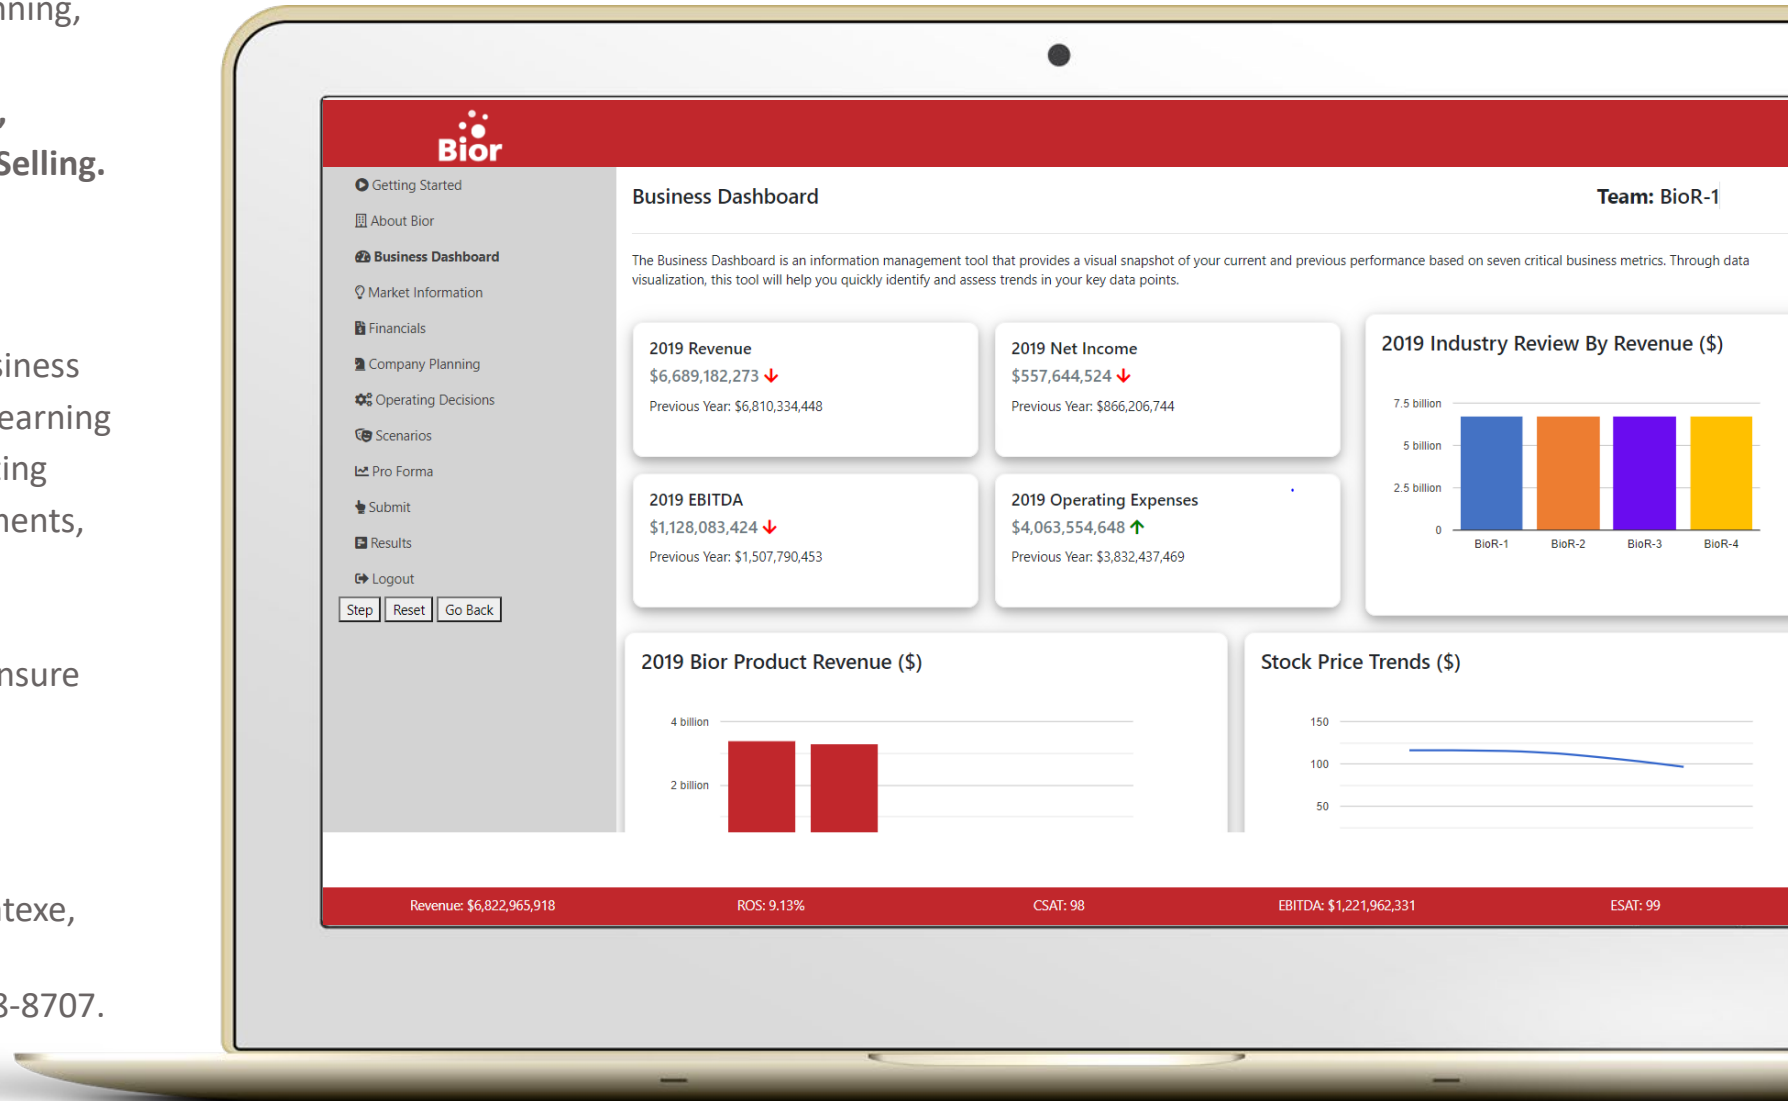 nning,
,
Selling.
siness
earning
ting
nents,
nsure
texe,
3-8707.
Bior
Getting Started
About Bior
Business Dashboard
Market Information
Financials
Company Planning
Operating Decisions
Scenarios
Pro Forma
Submit
Results
Logout
Step Reset Go Back
Business Dashboard
Team: BioR-1
The Business Dashboard is an information management tool that provides a visual snapshot of your current and previous performance based on seven critical business metrics. Through data
visualization, this tool will help you quickly identify and assess trends in your key data points.
2019 Revenue
$6,689,182,273
Previous Year: $6,810,334,448
2019 Net Income
$557,644,524
Previous Year: $866,206,744
2019 EBITDA
$1,128,083,424
Previous Year: $1,507,790,453
2019 Operating Expenses
$4,063,554,648
Previous Year: $3,832,437,469
2019 Industry Review By Revenue ($)
7.5 billion
5 billion
2.5 billion
0
BioR-1 BioR-2 BioR-3 BioR-4
2019 Bior Product Revenue ($)
4 billion
2 billion
Stock Price Trends ($)
150
100
50
Revenue: $6,822,965,918 ROS: 9.13% CSAT: 98 EBITDA: $1,221,962,331 ESAT: 99